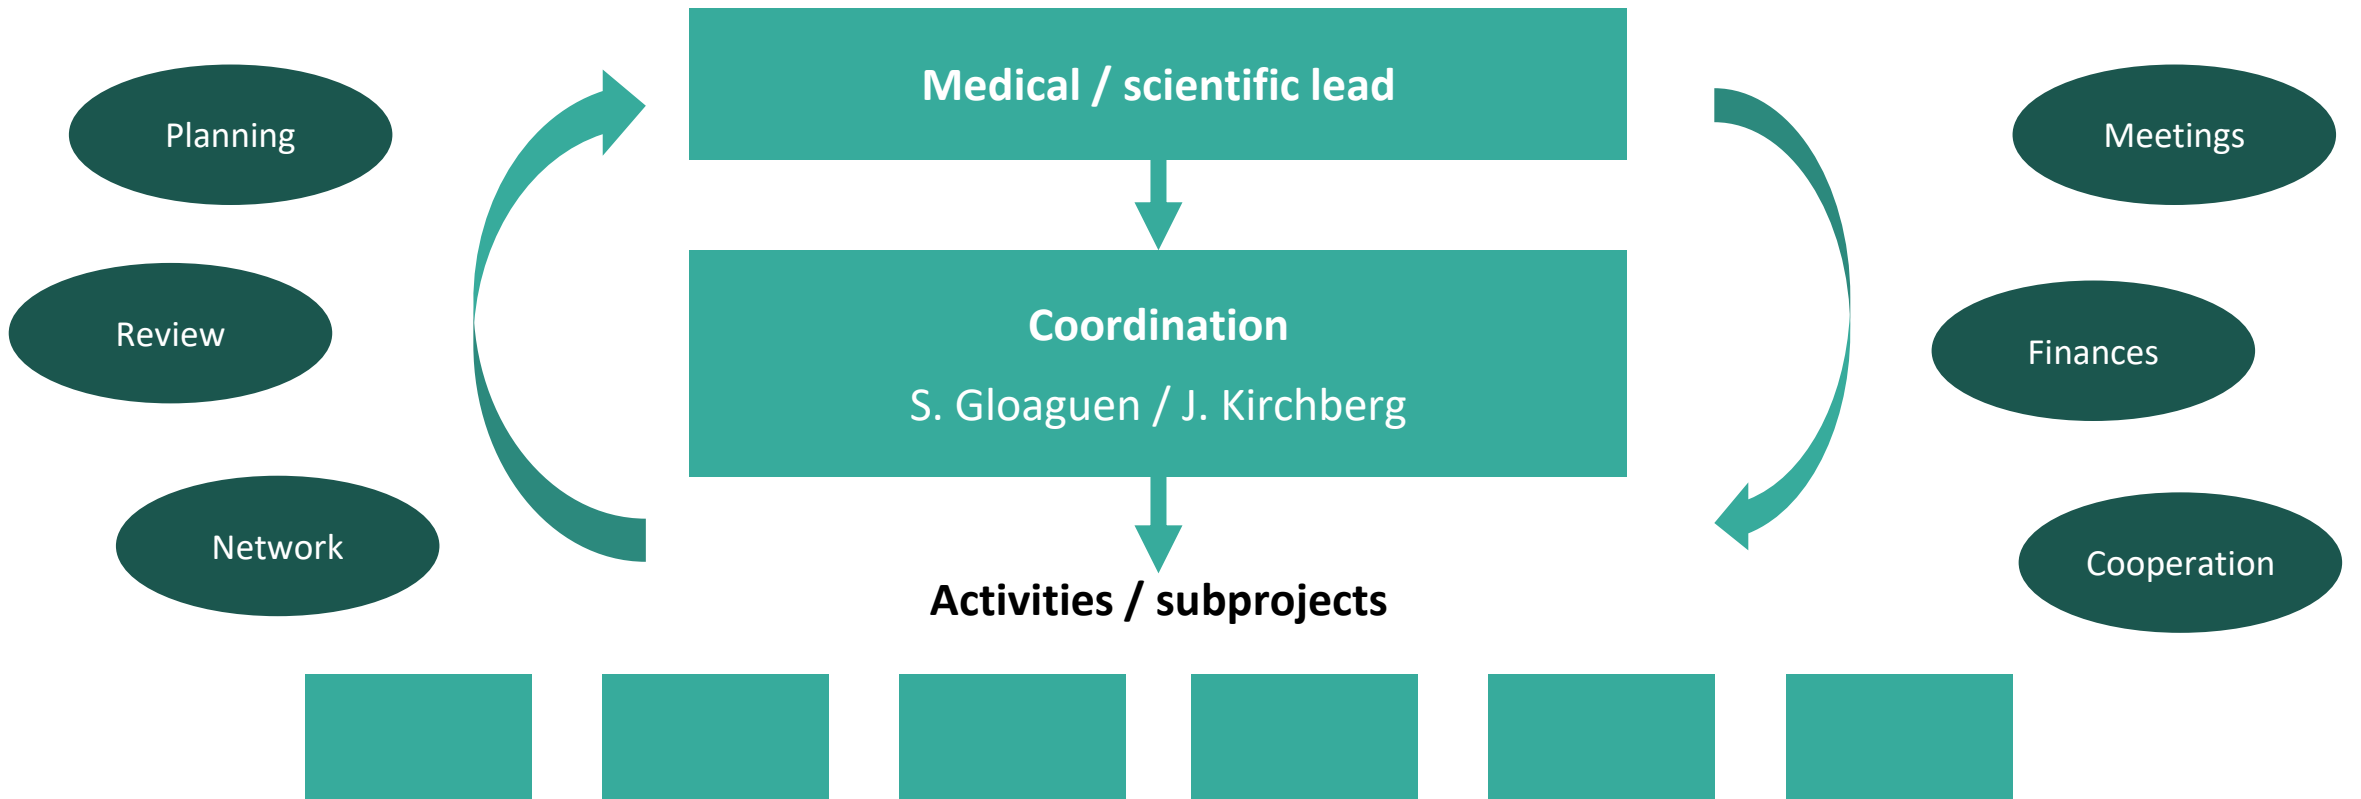 Medical / scientific lead
Planning
Meetings
Coordination
Review
Finances
S. Gloaguen / J. Kirchberg
Network
Cooperation
Activities / subprojects